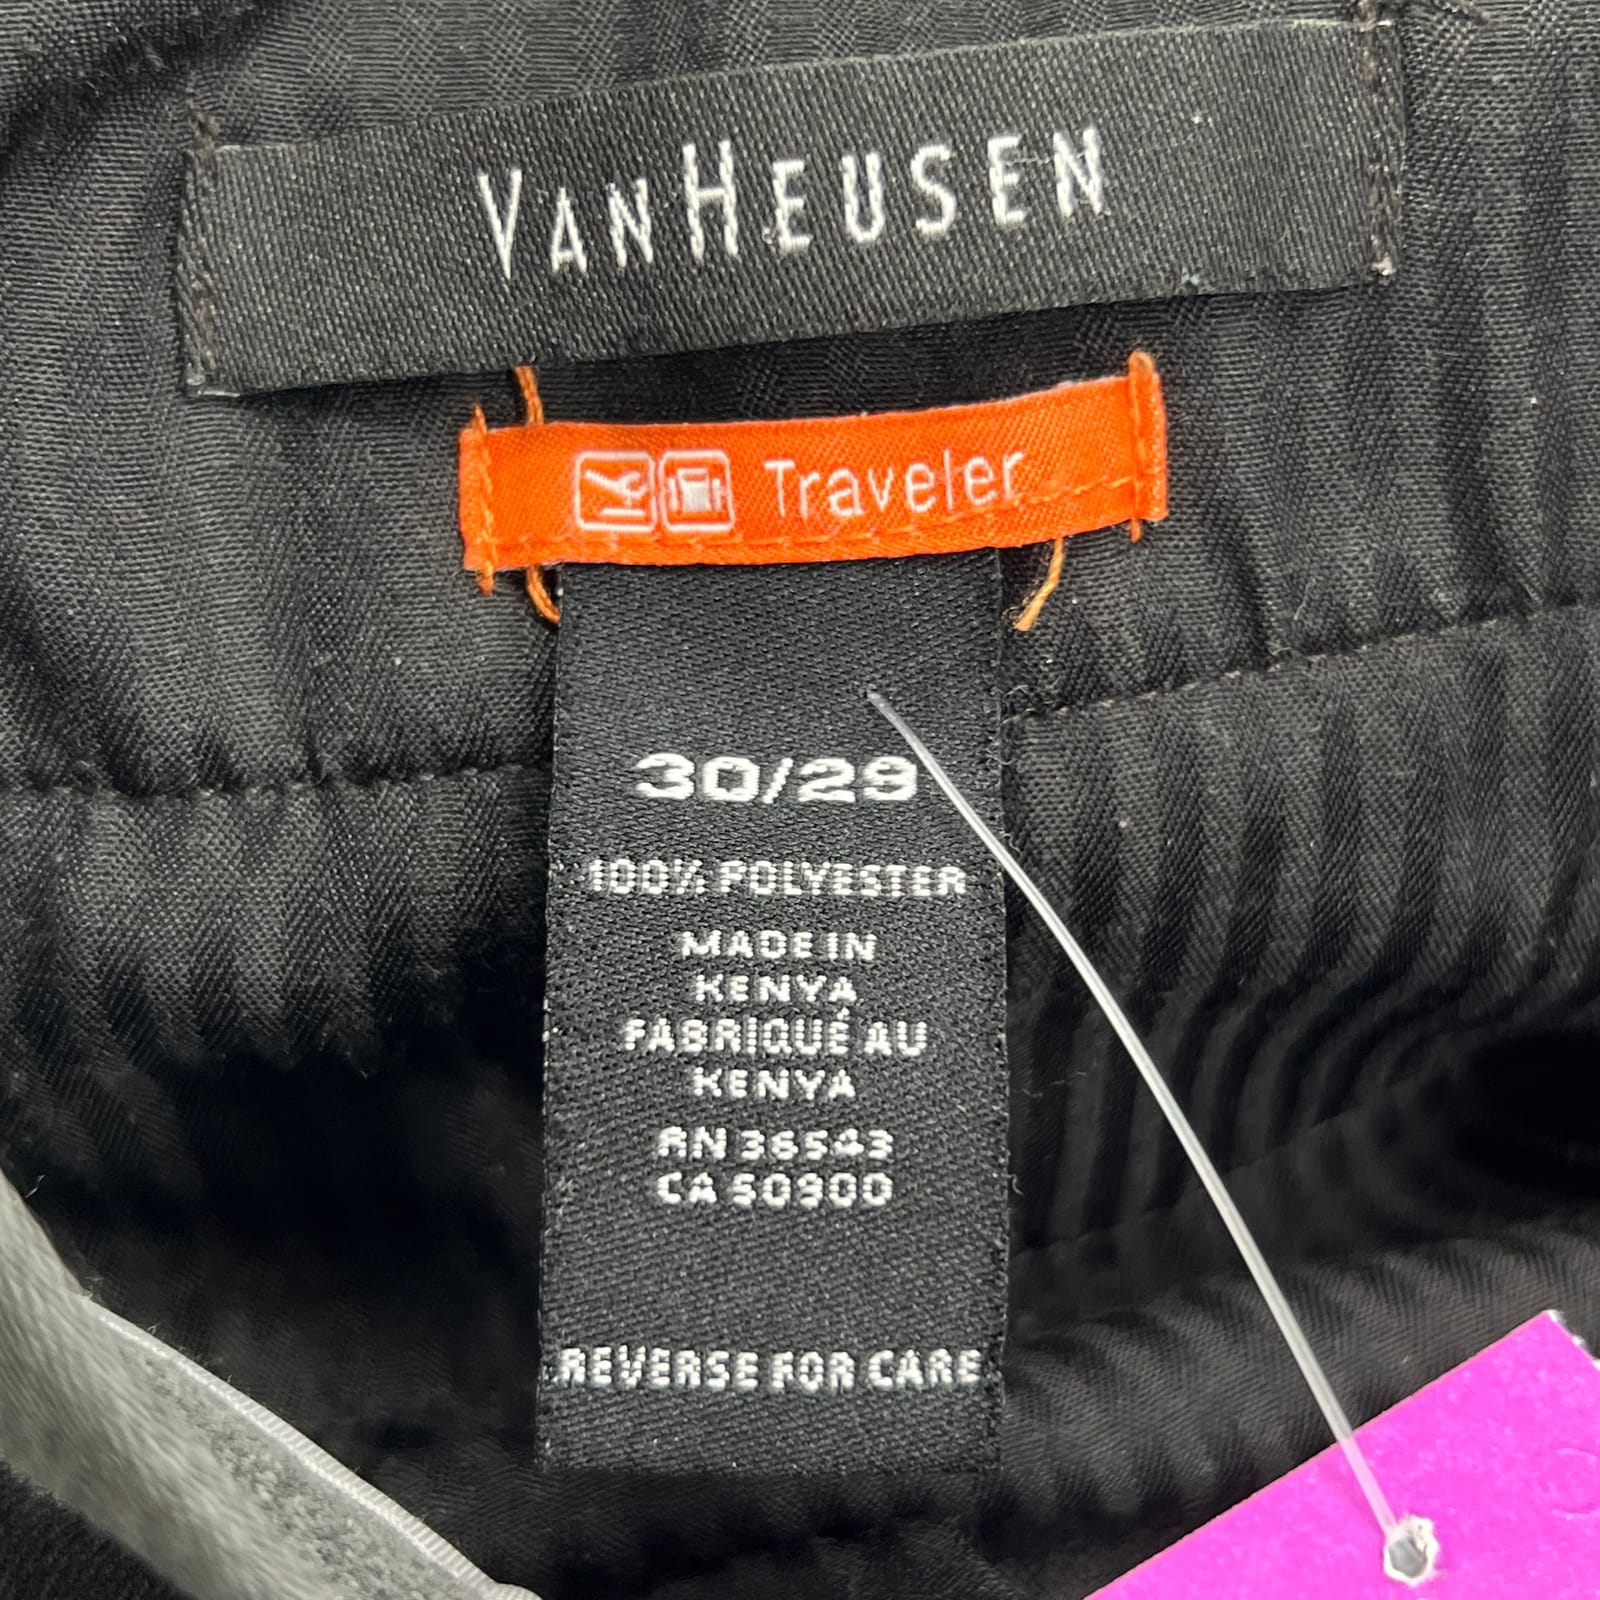 VANHEUSEN
Traveler
30/29
100% POLYESTER
MADE IN
KENYA
FABRIQUÉ AU
KENYA
RN 36543
CA 50900
REVERSE FOR CARE